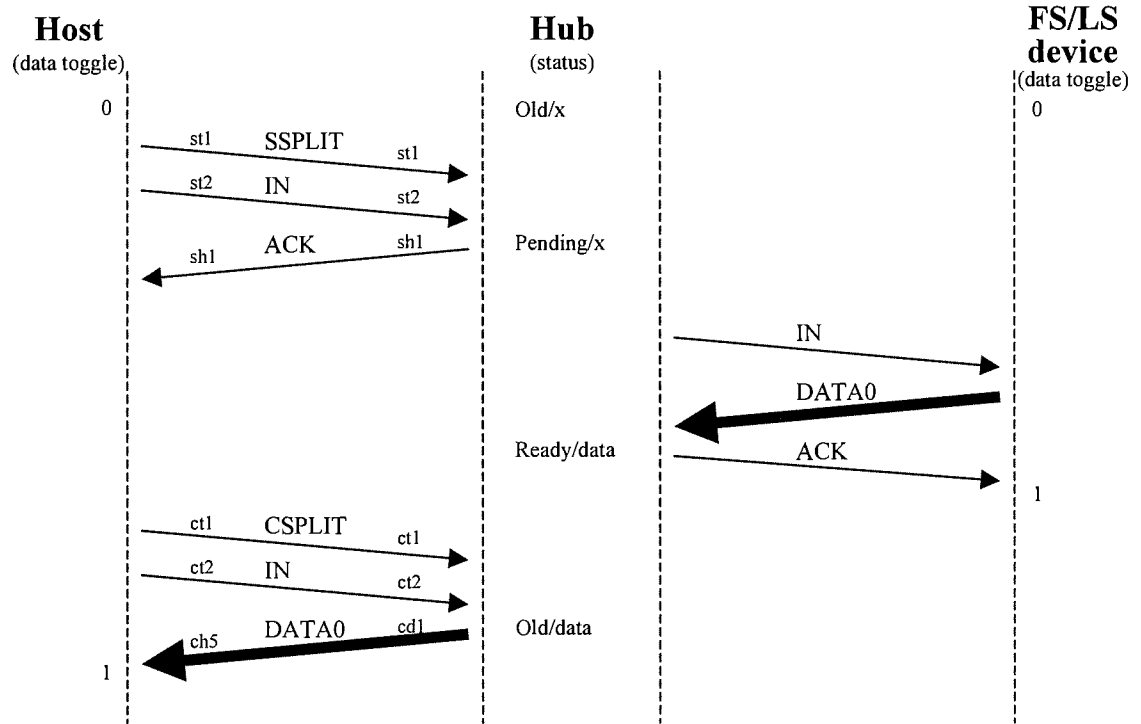 Host
(data toggle)
Hub
(status)
FS/LS
device
(data toggle)
0
Old/x
0
st1 SSPLIT st1
st2 IN st2
sh1 ACK sh1
Pending/x
IN
DATA0
Ready/data
ACK
1
ct1 CSPLIT ct1
ct2 IN ct2
ch5 DATA0 cd1
Old/data
1